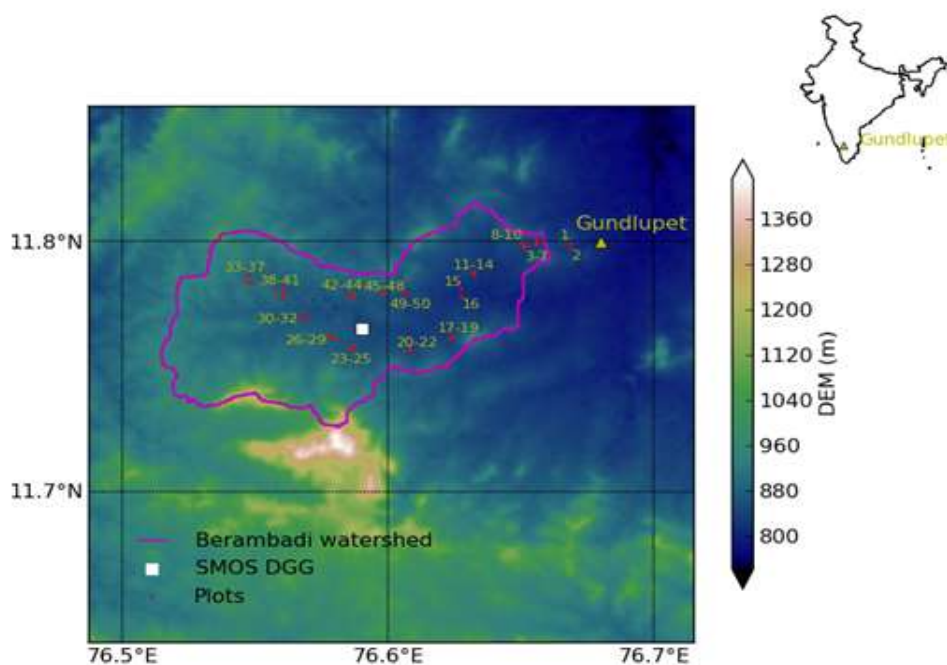 Gundlupet
Gundlupet
11.8°N
8-10
1
3-7
2
11-14
33-37
38-41
42-44
45-48
15
49-50
16
30-32
17-19
26-29
23-25
20-22
11.7°N
Berambadi watershed
SMOS DGG
Plots
76.5°E
76.6°E
76.7°E
1360
1280
1200
1120
1040
960
880
800
DEM (m)